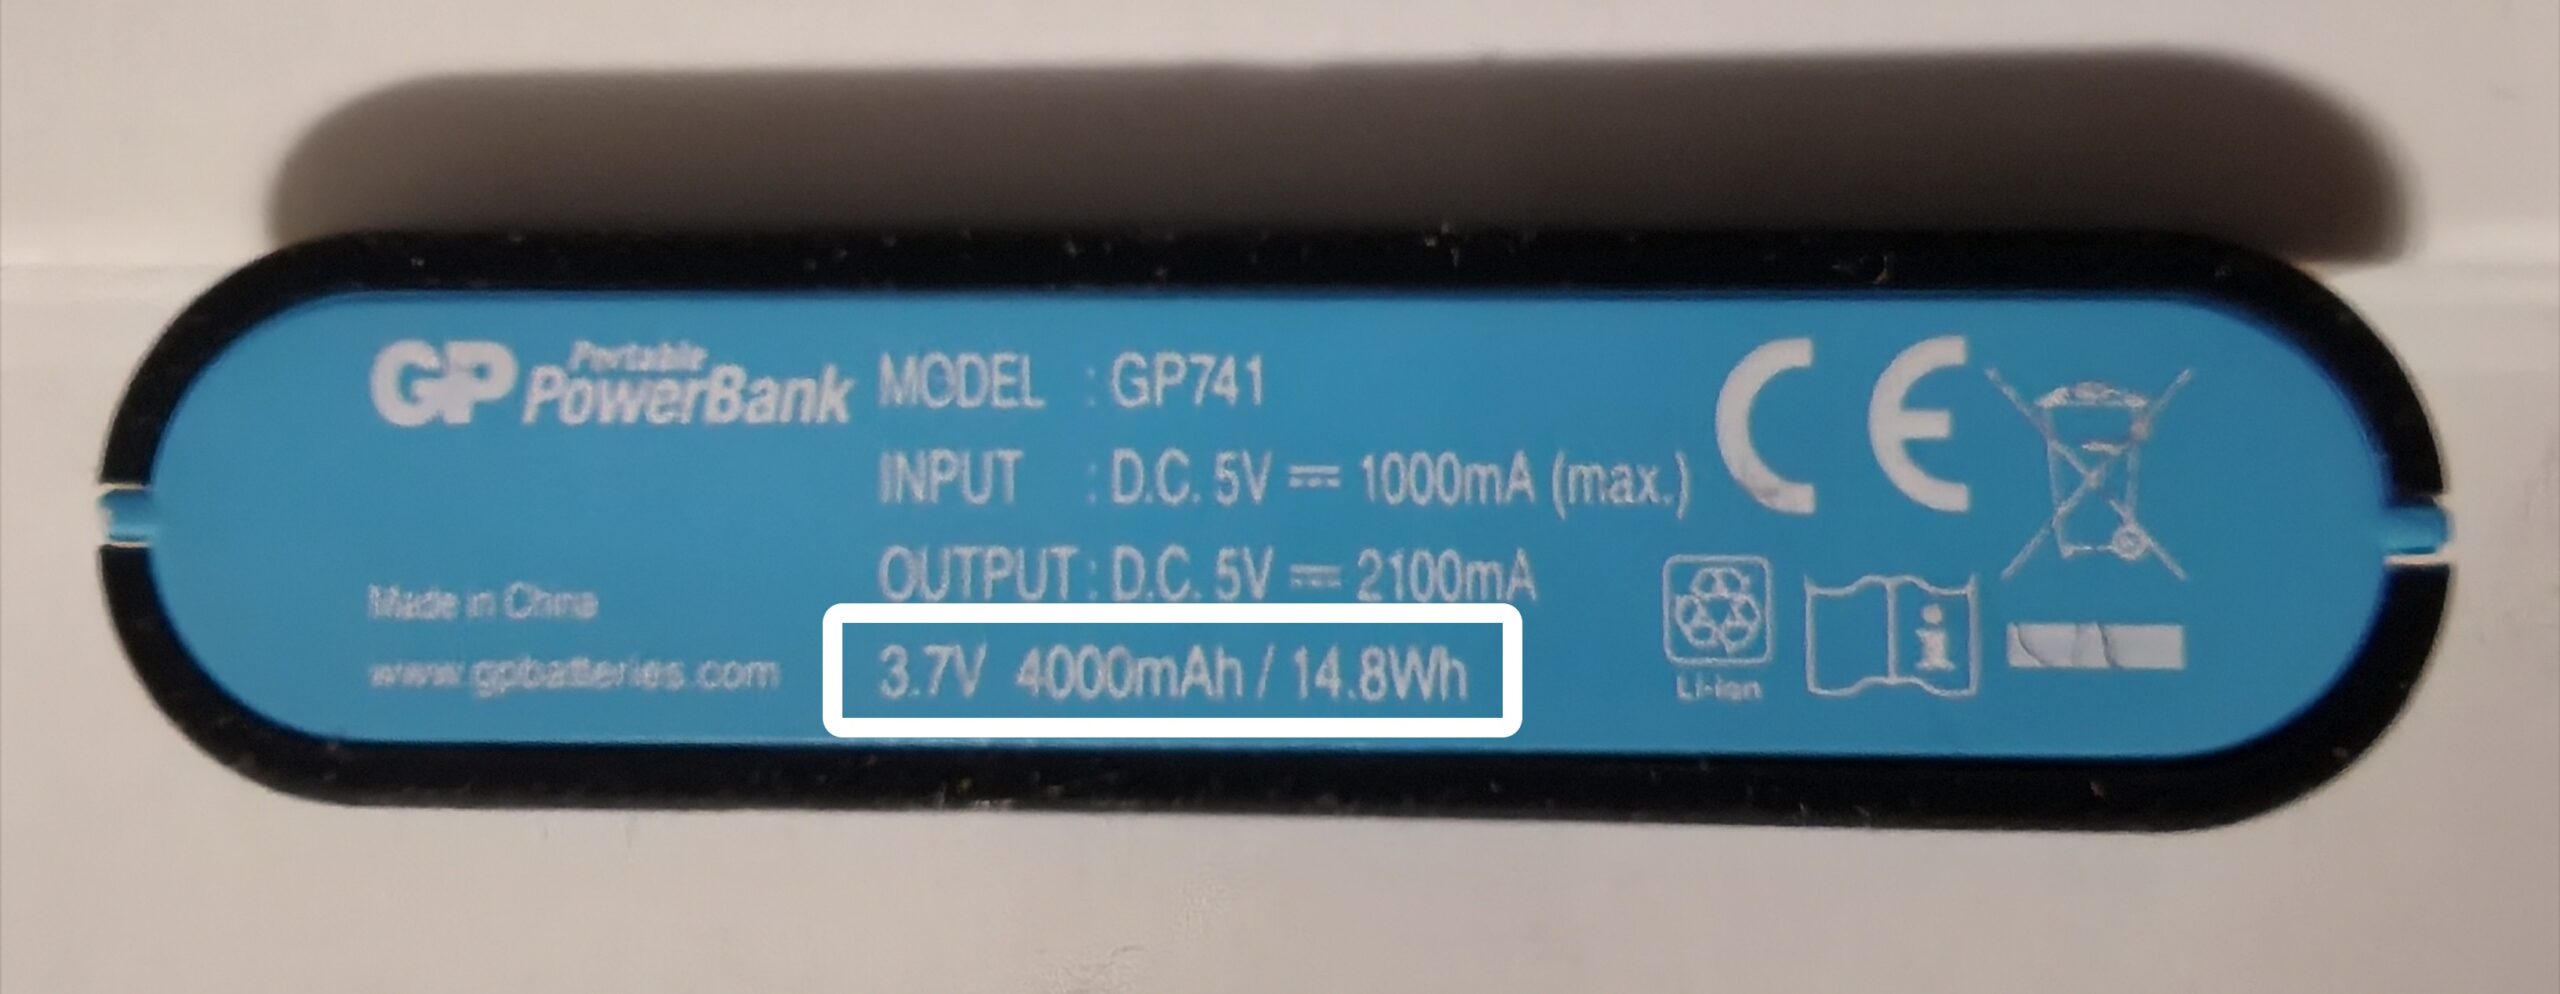 GP Portable PowerBank
MODEL : GP741
INPUT : D.C. 5V ⎓ 1000mA (max.)
OUTPUT : D.C. 5V ⎓ 2100mA
3.7V 4000mAh / 14.8Wh
Made in China
www.gpbatteries.com
CE
Li-ion
i